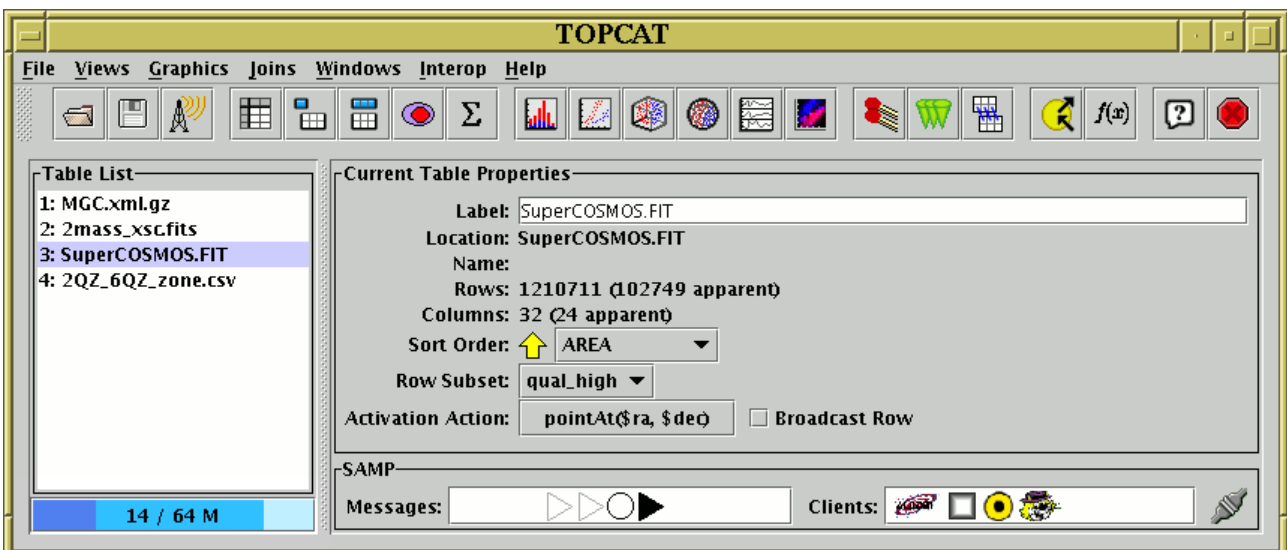 TOPCAT
File Views Graphics Joins Windows Interop Help
Σ f(x) ?
Table List
1: MGC.xml.gz
2: 2mass_xsc.fits
3: SuperCOSMOS.FIT
4: 2QZ_6QZ_zone.csv
14 / 64 M
Current Table Properties
Label: SuperCOSMOS.FIT
Location: SuperCOSMOS.FIT
Name:
Rows: 1210711 (102749 apparent)
Columns: 32 (24 apparent)
Sort Order: AREA
Row Subset: qual_high
Activation Action: pointAt($ra, $dec) Broadcast Row
SAMP
Messages: Clients: